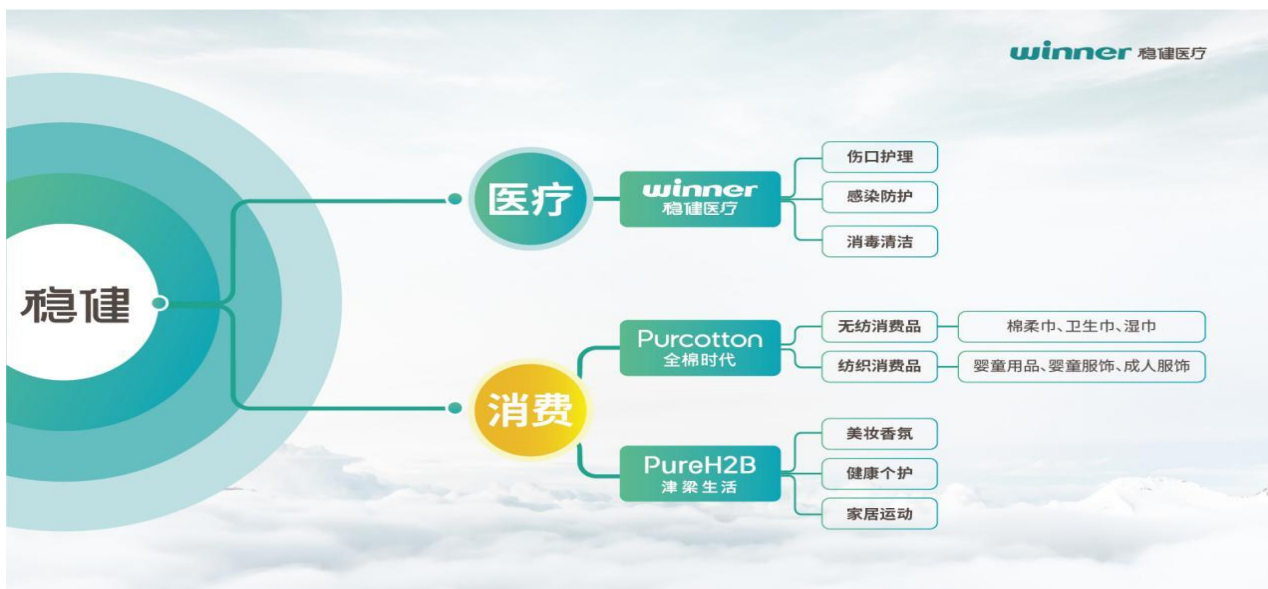 winner 稳健医疗
稳健
医疗
winner
稳健医疗
伤口护理
感染防护
消毒清洁
消费
Purcotton
全棉时代
无纺消费品
棉柔巾、卫生巾、湿巾
纺织消费品
婴童用品、婴童服饰、成人服饰
PureH2B
津梁生活
美妆香氛
健康个护
家居运动